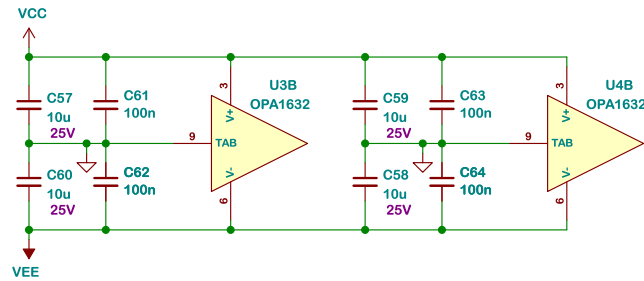 VCC
C57
10u
25V
C61
100n
3
V+
U3B
OPA1632
9
TAB
C60
10u
25V
C62
100n
V-
6
C59
10u
25V
C63
100n
3
V+
U4B
OPA1632
9
TAB
C58
10u
25V
C64
100n
V-
6
VEE